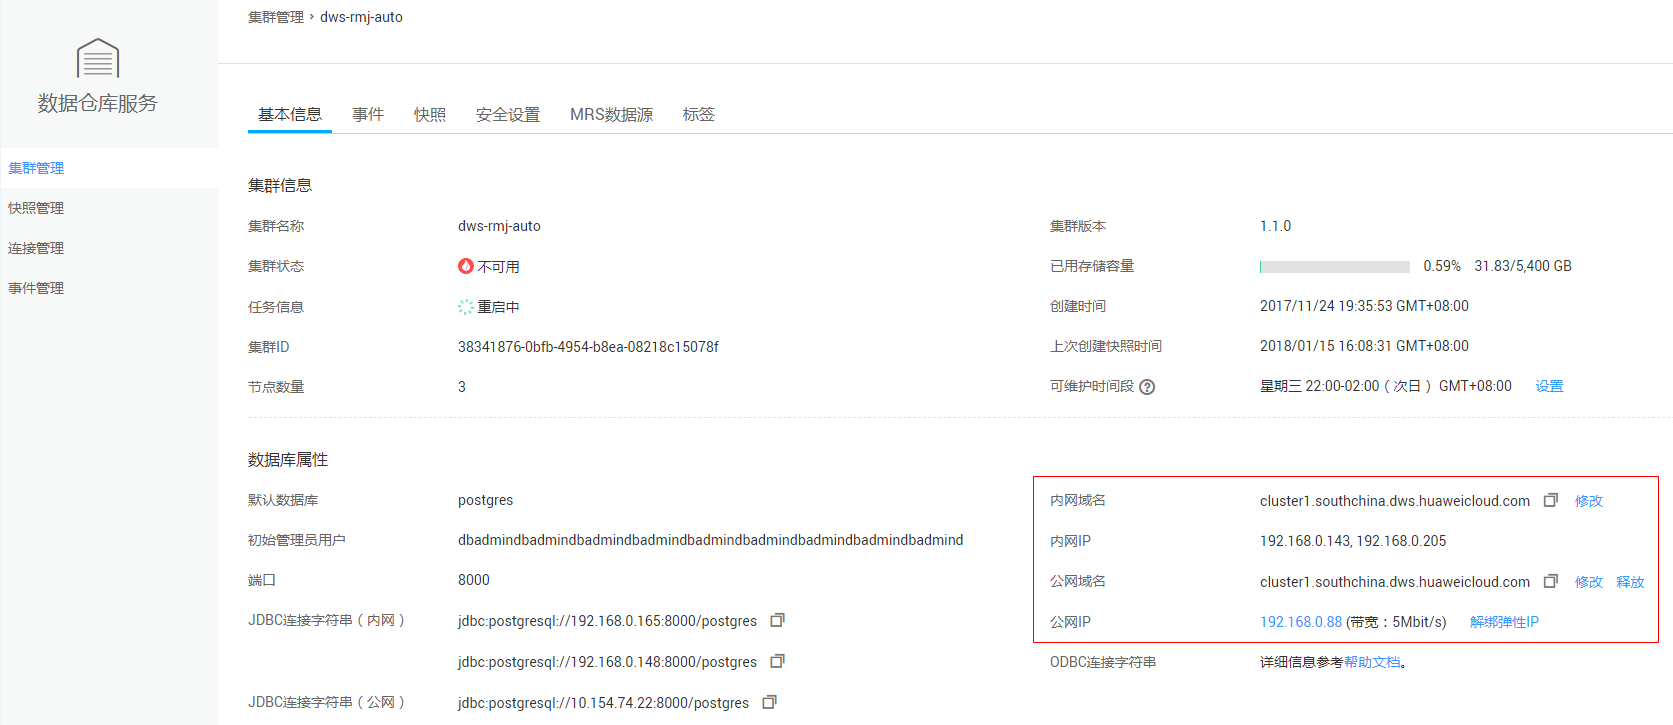 集群管理 › dws-rmj-auto
数据仓库服务
集群管理
快照管理
连接管理
事件管理
基本信息 事件 快照 安全设置 MRS数据源 标签
集群信息
集群名称 dws-rmj-auto
集群版本 1.1.0
集群状态 不可用
已用存储容量 0.59% 31.83/5,400 GB
任务信息 重启中
创建时间 2017/11/24 19:35:53 GMT+08:00
集群ID 38341876-0bfb-4954-b8ea-08218c15078f
上次创建快照时间 2018/01/15 16:08:31 GMT+08:00
节点数量 3
可维护时间段 ? 星期三 22:00-02:00（次日）GMT+08:00 设置
数据库属性
默认数据库 postgres
内网域名 cluster1.southchina.dws.huaweicloud.com 修改
初始管理员用户 dbadmindbadmindbadmindbadmindbadmindbadmindbadmindbadmindbadmind
内网IP 192.168.0.143, 192.168.0.205
端口 8000
公网域名 cluster1.southchina.dws.huaweicloud.com 修改 释放
JDBC连接字符串（内网） jdbc:postgresql://192.168.0.165:8000/postgres
公网IP 192.168.0.88 (带宽：5Mbit/s) 解绑弹性IP
jdbc:postgresql://192.168.0.148:8000/postgres
ODBC连接字符串 详细信息参考帮助文档。
JDBC连接字符串（公网） jdbc:postgresql://10.154.74.22:8000/postgres